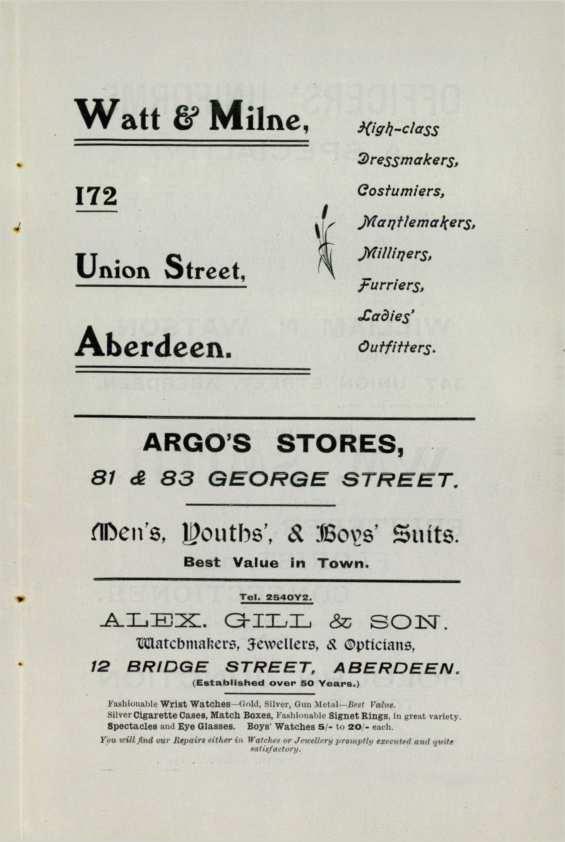 Watt & Milne,
172
Union Street,
Aberdeen.
High-class
Dressmakers,
Costumiers,
Mantlemakers,
Milliners,
Furriers,
Ladies'
Outfitters.
ARGO'S STORES,
81 & 83 GEORGE STREET.
Men's, Youths', & Boys' Suits.
Best Value in Town.
Tel. 2540Y2.
ALEX. GILL & SON.
Watchmakers, Jewellers, & Opticians,
12 BRIDGE STREET, ABERDEEN.
(Established over 50 Years.)
Fashionable Wrist Watches—Gold, Silver, Gun Metal—Best Value.
Silver Cigarette Cases, Match Boxes, Fashionable Signet Rings, in great variety.
Spectacles and Eye Glasses. Boys' Watches 5/- to 20/- each.
You will find our Repairs either in Watches or Jewellery promptly executed and quite
satisfactory.